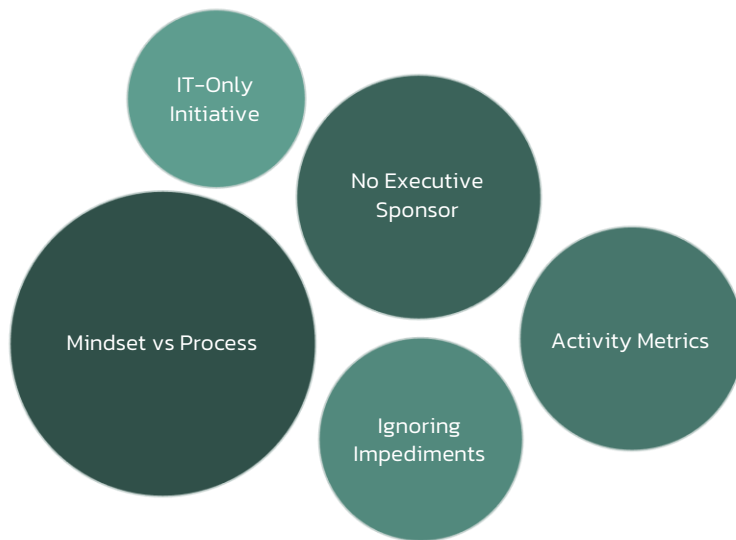 IT-Only
Initiative
No Executive
Sponsor
Mindset vs Process
Activity Metrics
Ignoring
Impediments